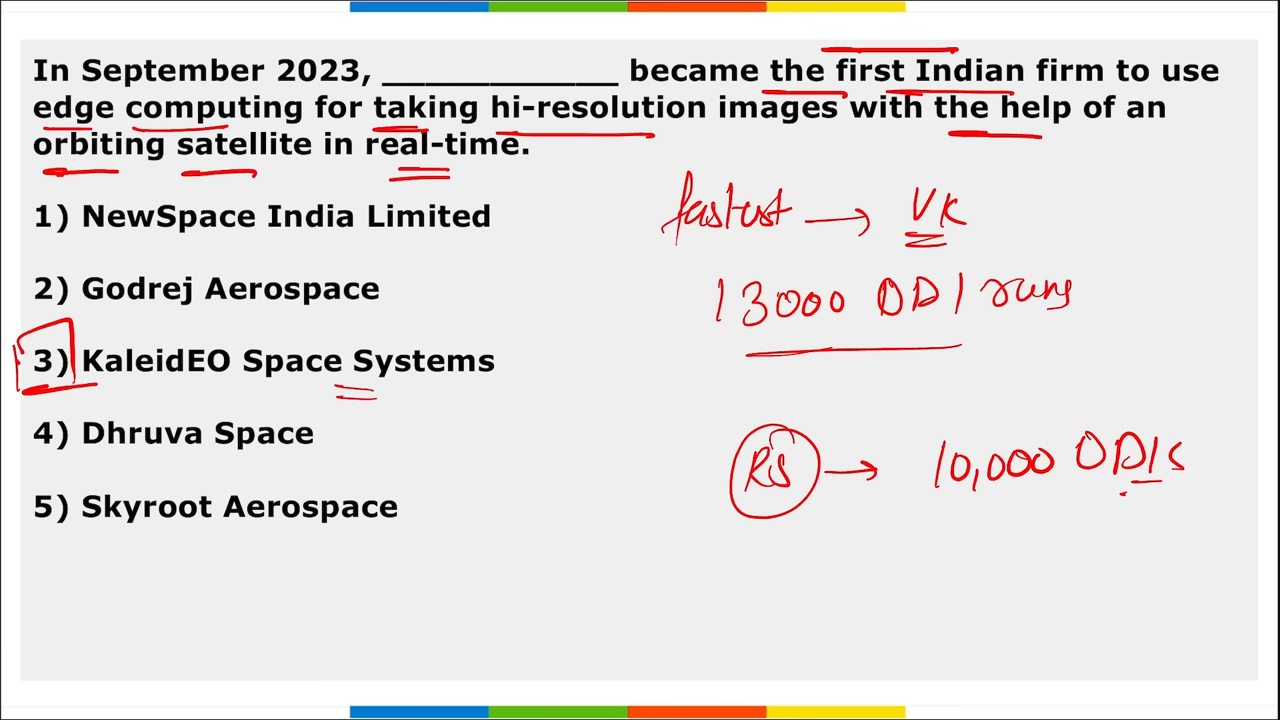 In September 2023, _____________ became the first Indian firm to use
edge computing for taking hi-resolution images with the help of an
orbiting satellite in real-time.
1) NewSpace India Limited
2) Godrej Aerospace
3) KaleidEO Space Systems
4) Dhruva Space
5) Skyroot Aerospace
fastest → VK
13000 ODI runs
RS → 10,000 ODIs